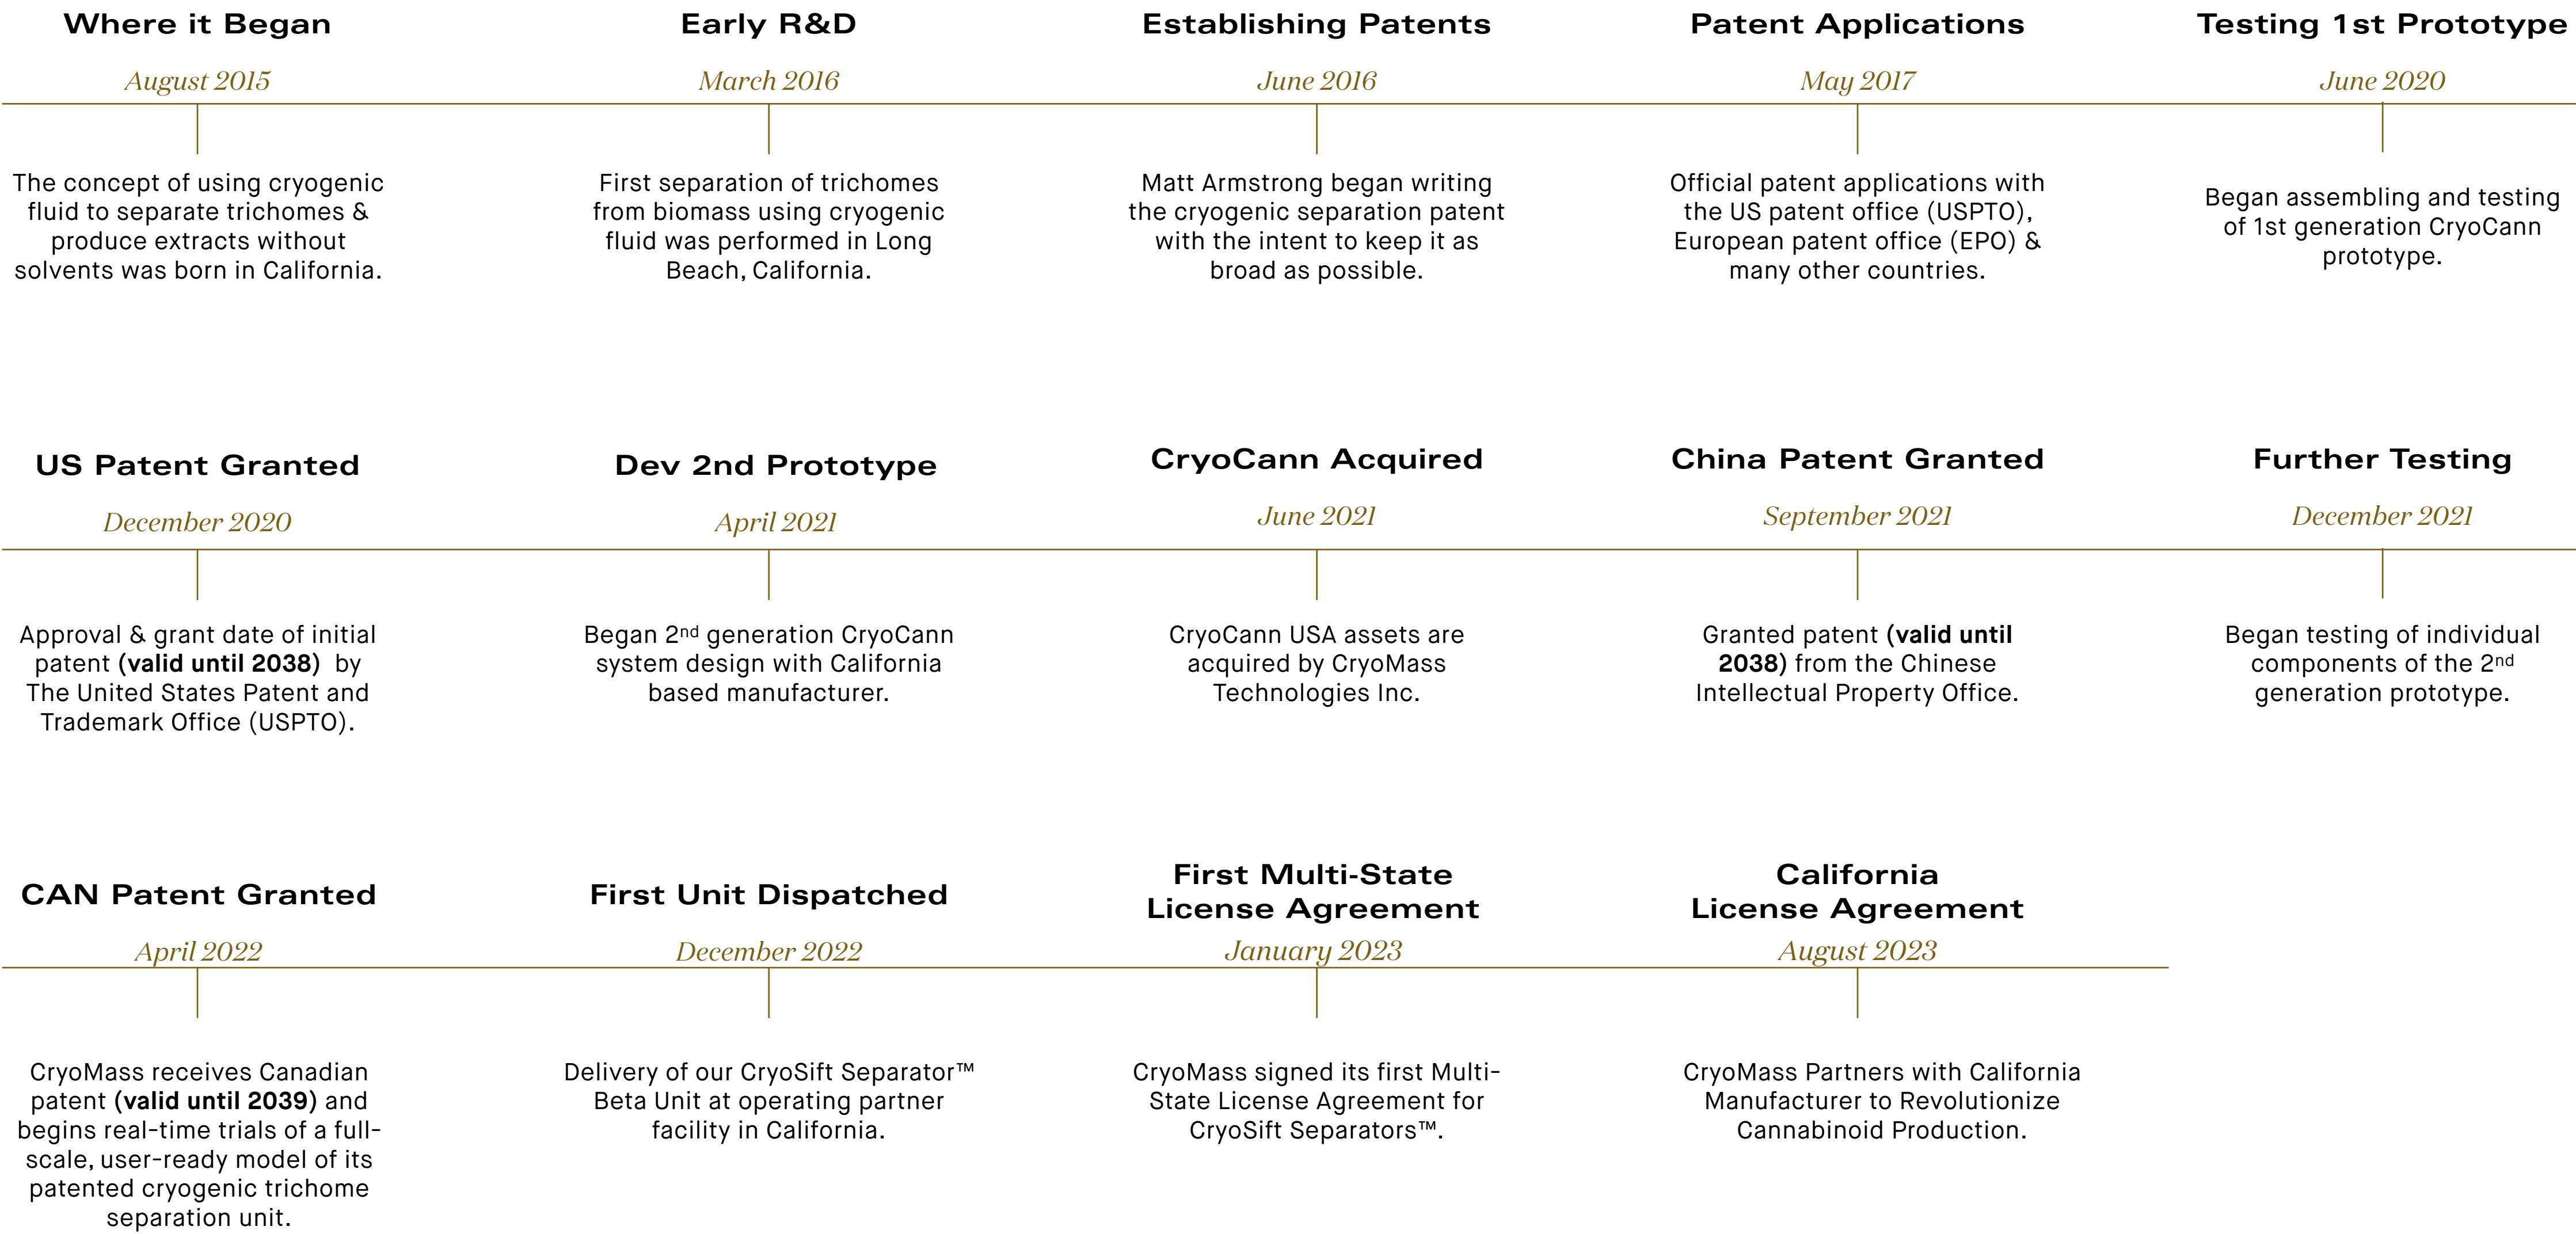 Where it Began
August 2015
The concept of using cryogenic
fluid to separate trichomes &
produce extracts without
solvents was born in California.
Early R&D
March 2016
First separation of trichomes
from biomass using cryogenic
fluid was performed in Long
Beach, California.
Establishing Patents
June 2016
Matt Armstrong began writing
the cryogenic separation patent
with the intent to keep it as
broad as possible.
Patent Applications
May 2017
Official patent applications with
the US patent office (USPTO),
European patent office (EPO) &
many other countries.
Testing 1st Prototype
June 2020
Began assembling and testing
of 1st generation CryoCann
prototype.
US Patent Granted
December 2020
Approval & grant date of initial
patent (valid until 2038) by
The United States Patent and
Trademark Office (USPTO).
Dev 2nd Prototype
April 2021
Began 2nd generation CryoCann
system design with California
based manufacturer.
CryoCann Acquired
June 2021
CryoCann USA assets are
acquired by CryoMass
Technologies Inc.
China Patent Granted
September 2021
Granted patent (valid until
2038) from the Chinese
Intellectual Property Office.
Further Testing
December 2021
Began testing of individual
components of the 2nd
generation prototype.
CAN Patent Granted
April 2022
CryoMass receives Canadian
patent (valid until 2039) and
begins real-time trials of a full-
scale, user-ready model of its
patented cryogenic trichome
separation unit.
First Unit Dispatched
December 2022
Delivery of our CryoSift Separator™
Beta Unit at operating partner
facility in California.
First Multi-State
License Agreement
January 2023
CryoMass signed its first Multi-
State License Agreement for
CryoSift Separators™.
California
License Agreement
August 2023
CryoMass Partners with California
Manufacturer to Revolutionize
Cannabinoid Production.